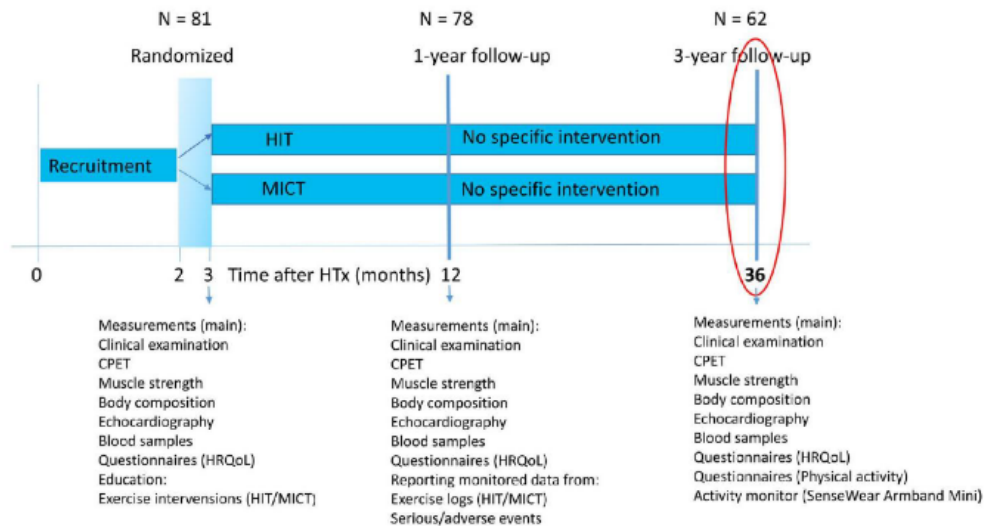 N = 81
N = 78
N = 62
Randomized
1-year follow-up
3-year follow-up
HIT
No specific intervention
Recruitment
MICT
No specific intervention
0
2
3
Time after HTx (months)
12
36
Measurements (main):
Clinical examination
CPET
Muscle strength
Body composition
Echocardiography
Blood samples
Questionnaires (HRQoL)
Education:
Exercise intervensions (HIT/MICT)
Measurements (main):
Clinical examination
CPET
Muscle strength
Body composition
Echocardiography
Blood samples
Questionnaires (HRQoL)
Reporting monitored data from:
Exercise logs (HIT/MICT)
Serious/adverse events
Measurements (main):
Clinical examination
CPET
Muscle strength
Body composition
Echocardiography
Blood samples
Questionnaires (HRQoL)
Questionnaires (Physical activity)
Activity monitor (SenseWear Armband Mini)